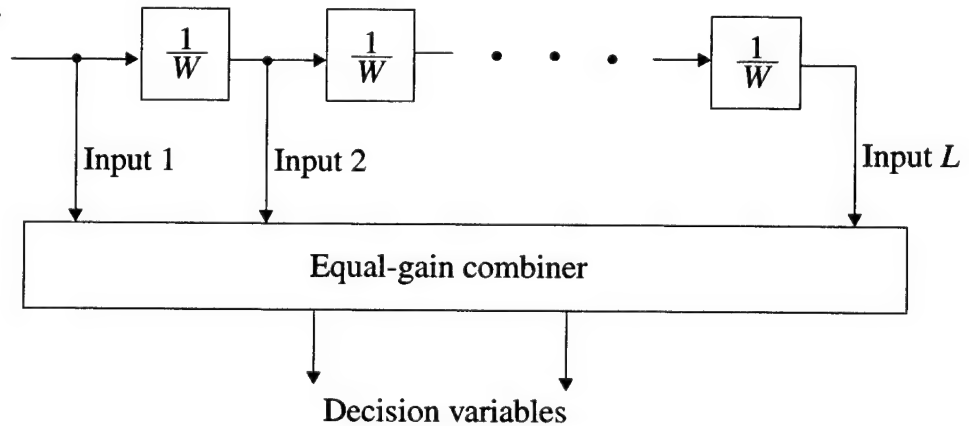 1/W 1/W 1/W
Input 1 Input 2 Input L
Equal-gain combiner
Decision variables